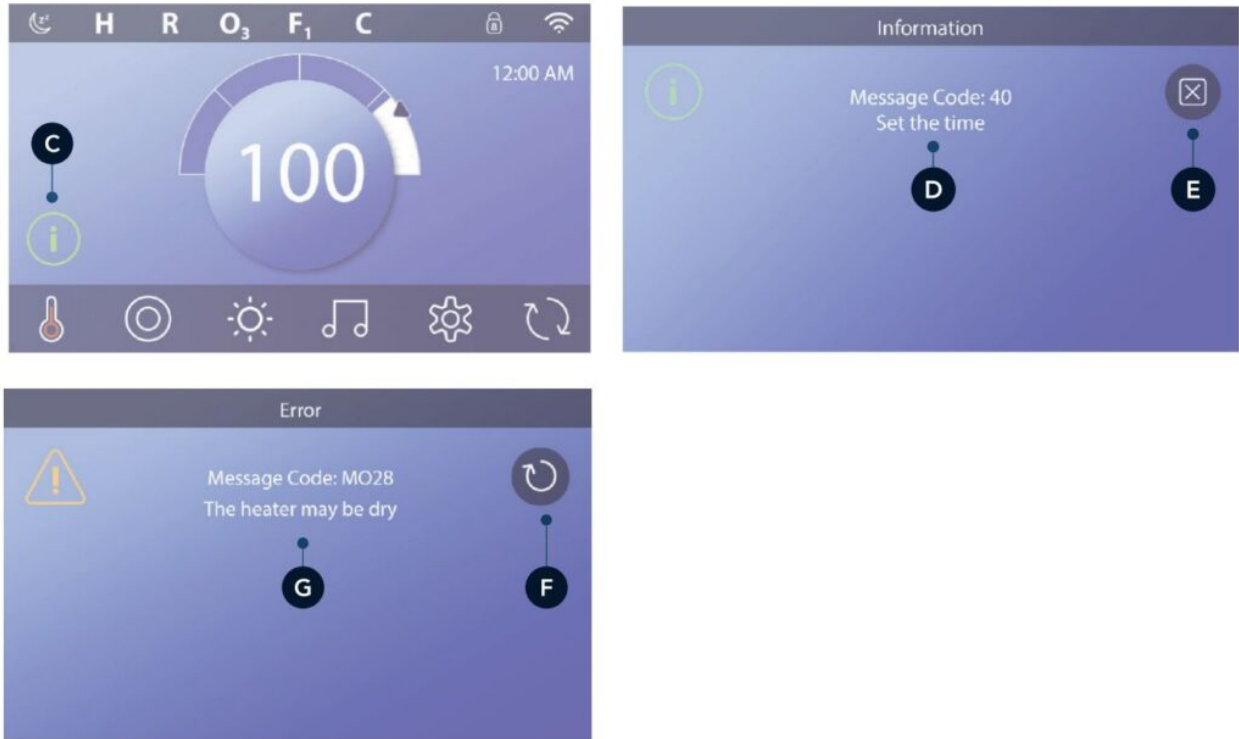 H R O₃ F₁ C
12:00 AM
C
100
i
Information
i
Message Code: 40
Set the time
D
E
Error
!
Message Code: MO28
The heater may be dry
G
F